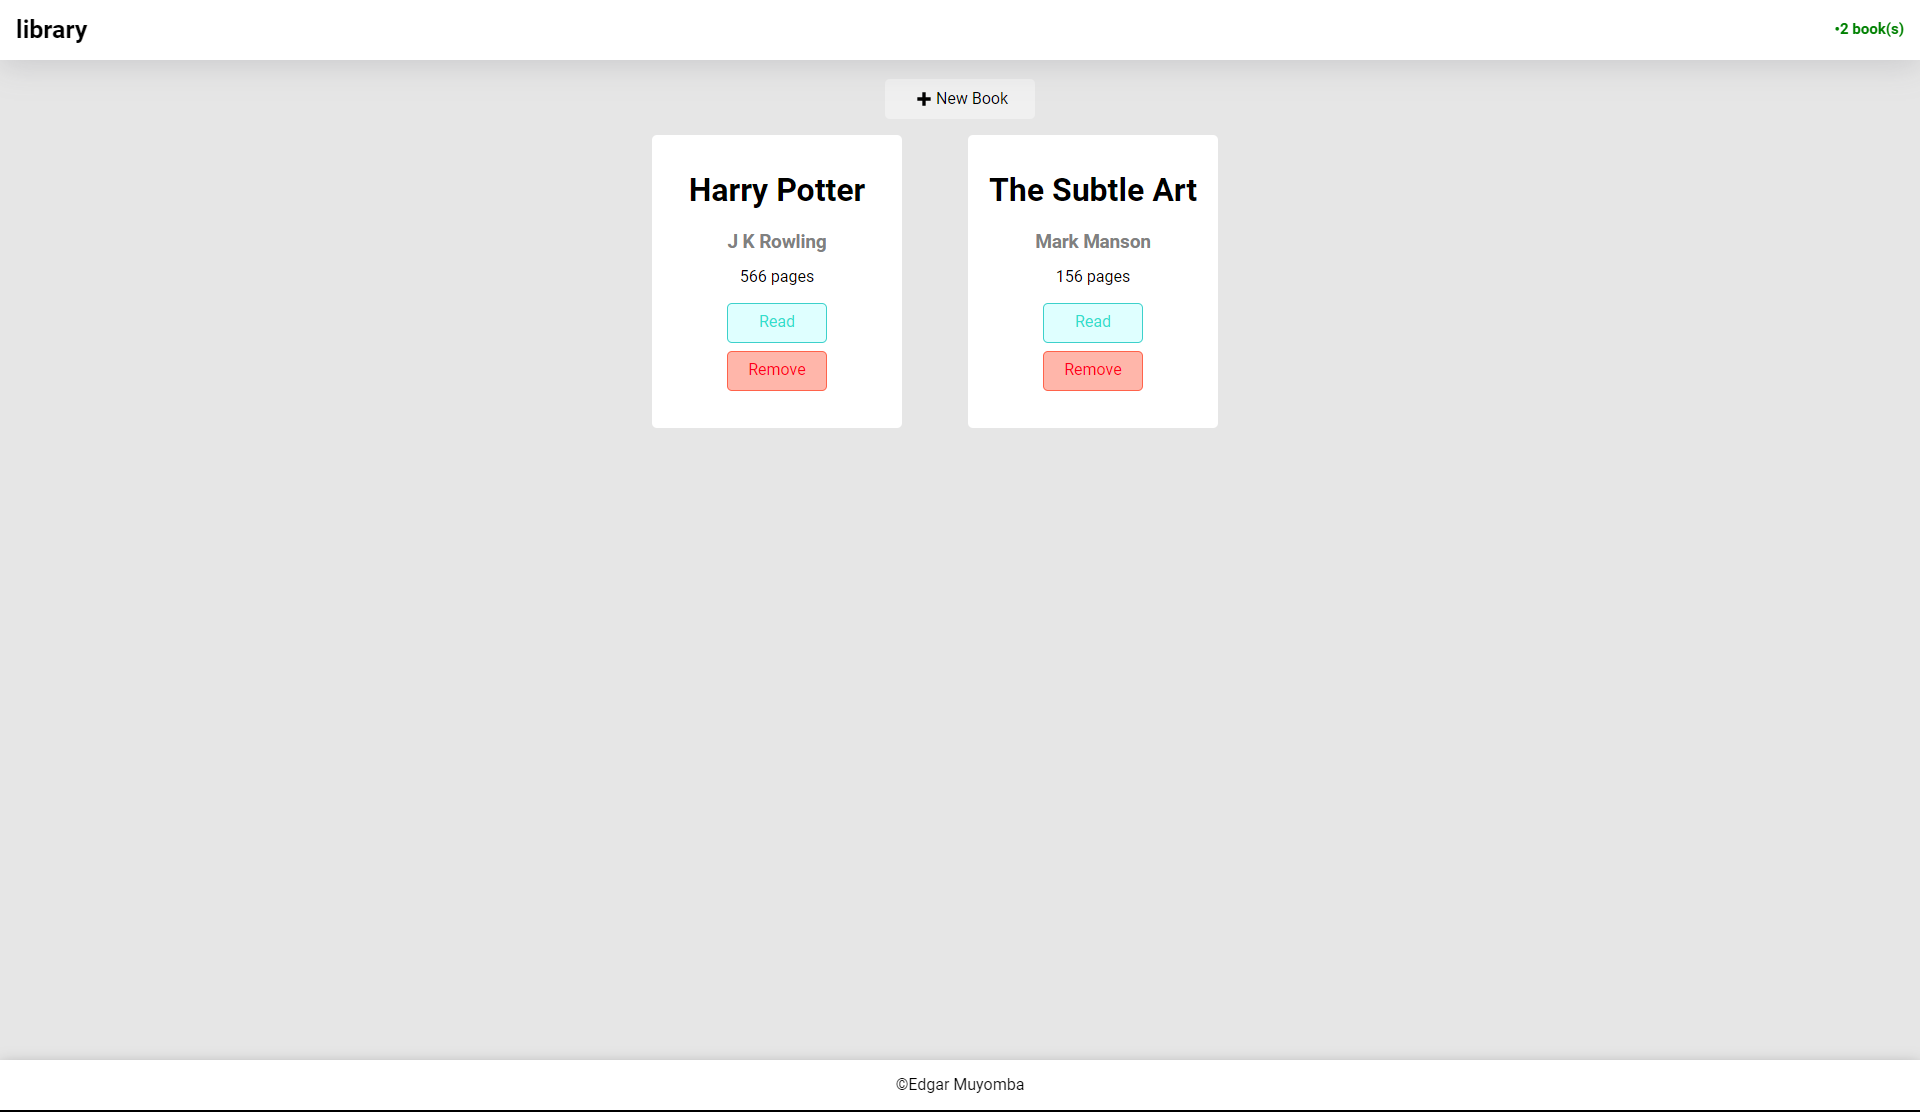 library
•2 book(s)
✚ New Book
Harry Potter
J K Rowling
566 pages
Read
Remove
The Subtle Art
Mark Manson
156 pages
Read
Remove
©Edgar Muyomba